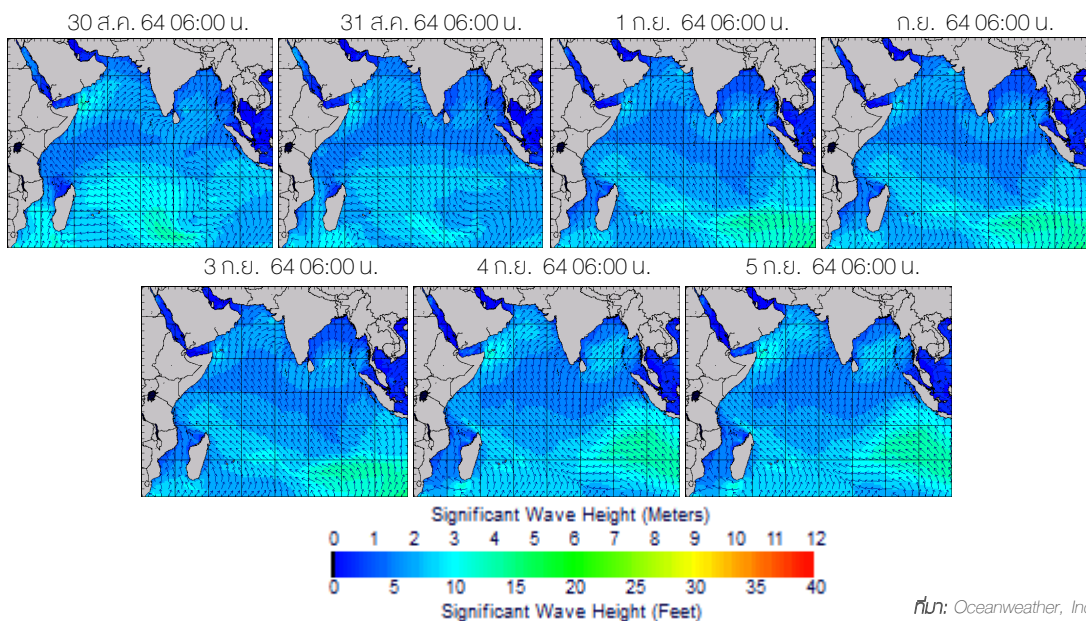 30 ส.ค. 64 06:00 น.
31 ส.ค. 64 06:00 น.
1 ก.ย. 64 06:00 น.
ก.ย. 64 06:00 น.
3 ก.ย. 64 06:00 น.
4 ก.ย. 64 06:00 น.
5 ก.ย. 64 06:00 น.
Significant Wave Height (Meters)
0 1 2 3 4 5 6 7 8 9 10 11 12
0 5 10 15 20 25 30 35 40
Significant Wave Height (Feet)
ที่มา: Oceanweather, Inc